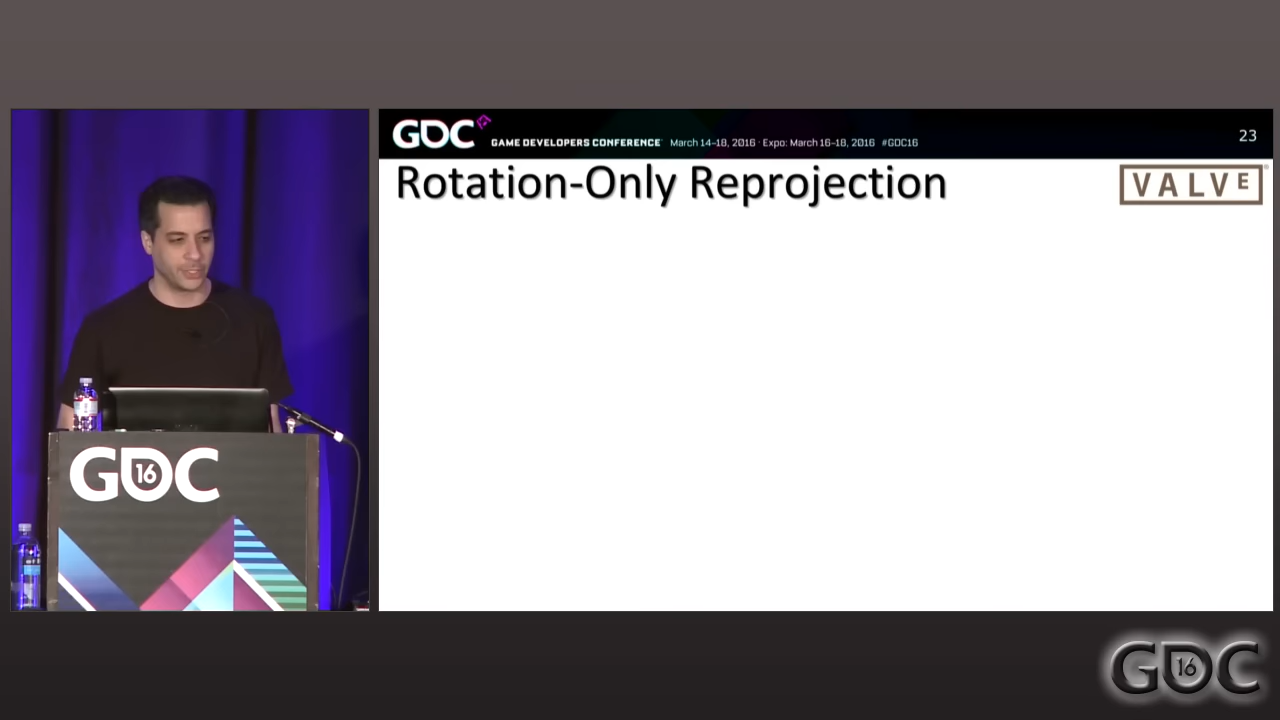 GDC
GAME DEVELOPERS CONFERENCE March 14–18, 2016 · Expo: March 16–18, 2016 #GDC16
23
Rotation-Only Reprojection
VALVE
GDC
16
GDC
16